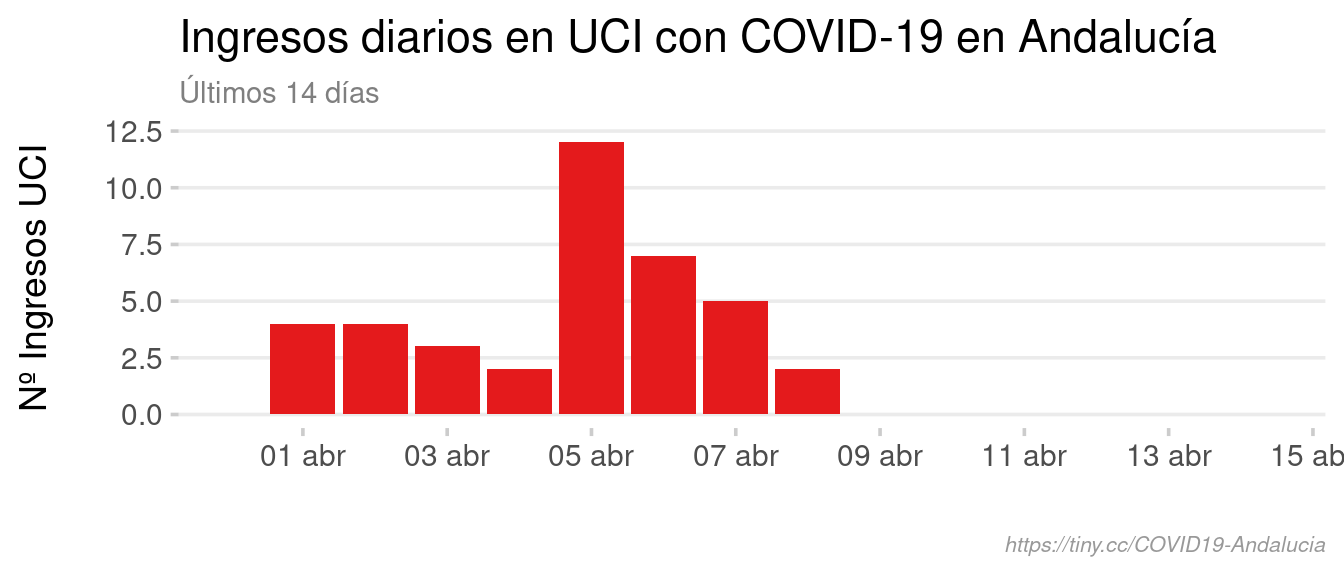 Ingresos diarios en UCI con COVID-19 en Andalucía
Últimos 14 días
Nº Ingresos UCI
12.5
10.0
7.5
5.0
2.5
0.0
01 abr 03 abr 05 abr 07 abr 09 abr 11 abr 13 abr 15 ab
https://tiny.cc/COVID19-Andalucia